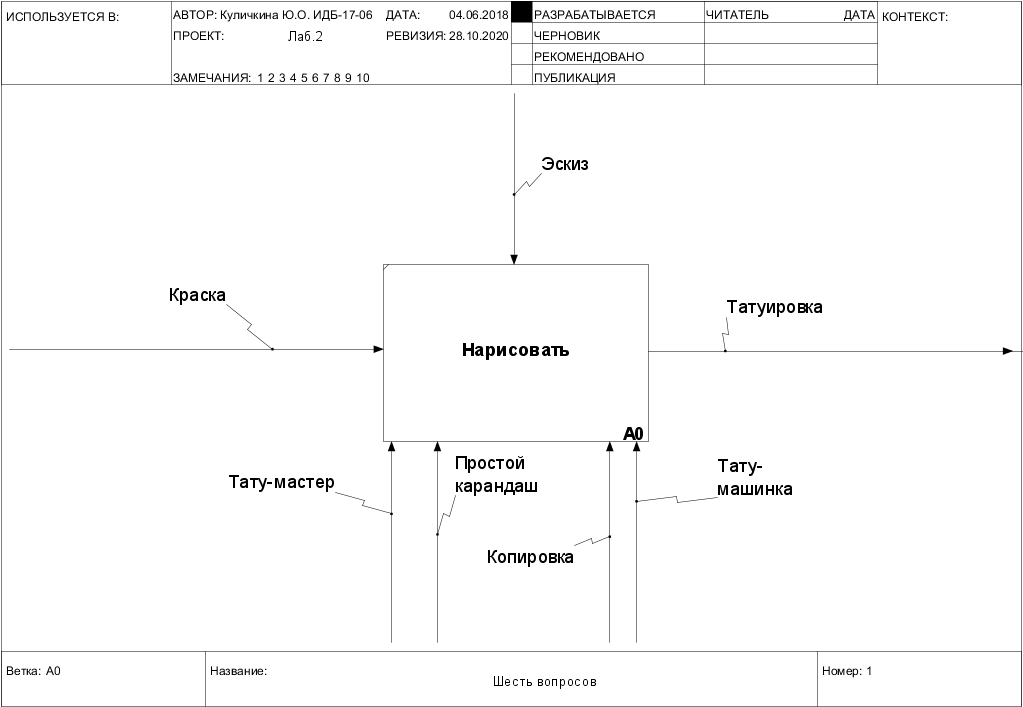 ИСПОЛЬЗУЕТСЯ В:
АВТОР: Куличкина Ю.О. ИДБ-17-06 ДАТА: 04.06.2018
ПРОЕКТ: Лаб.2 РЕВИЗИЯ: 28.10.2020
ЗАМЕЧАНИЯ: 1 2 3 4 5 6 7 8 9 10
РАЗРАБАТЫВАЕТСЯ
ЧЕРНОВИК
РЕКОМЕНДОВАНО
ПУБЛИКАЦИЯ
ЧИТАТЕЛЬ ДАТА
КОНТЕКСТ:
Эскиз
Краска
Татуировка
Нарисовать
A0
Тату-мастер
Простой
карандаш
Копировка
Тату-
машинка
Ветка: A0
Название:
Шесть вопросов
Номер: 1